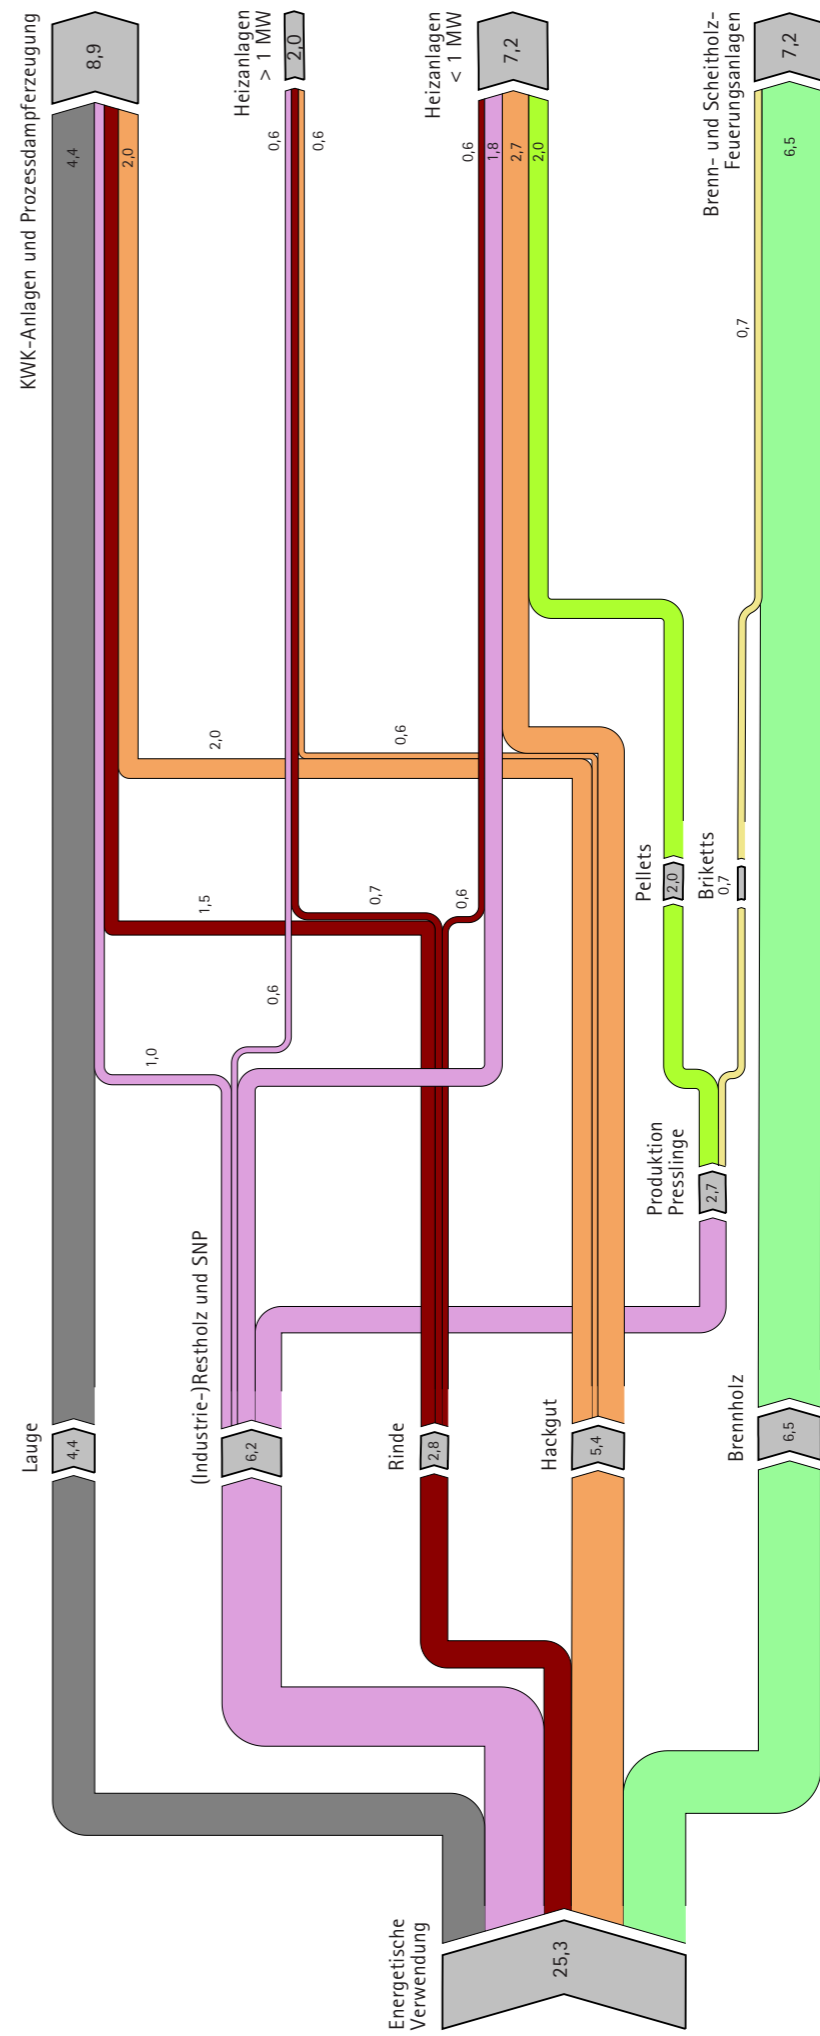 Energetische
Verwendung
25,3
Lauge
4,4
(Industrie-)Restholz und SNP
6,2
Rinde
2,8
Hackgut
5,4
Brennholz
6,5
Produktion
Presslinge
2,7
Pellets
2,0
Briketts
0,7
1,0
0,6
1,5
0,7
0,6
2,0
0,6
KWK-Anlagen und Prozessdampferzeugung
8,9
4,4
2,0
Heizanlagen
> 1 MW
2,0
0,6
0,6
Heizanlagen
< 1 MW
7,2
0,6
1,8
2,7
2,0
Brenn- und Scheitholz-
Feuerungsanlagen
7,2
0,7
6,5